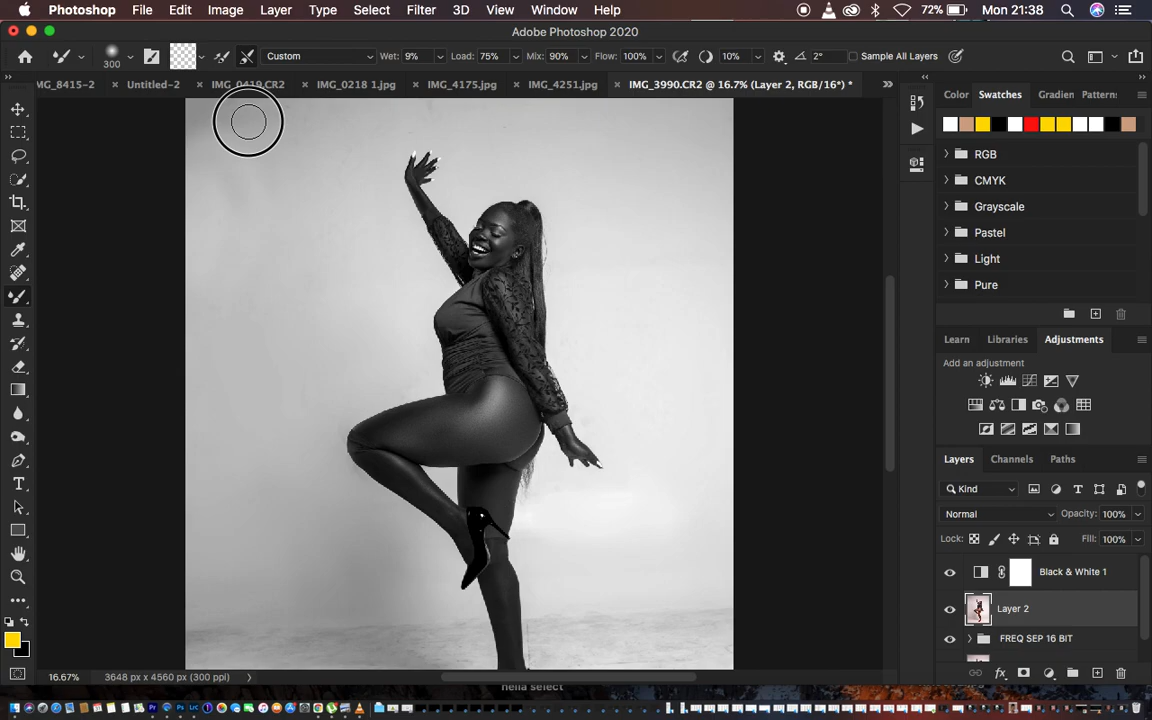 Photoshop File Edit Image Layer Type Select Filter 3D View Window Help 72% Mon 21:38
Adobe Photoshop 2020
300 Custom Wet: 9% Load: 75% Mix: 90% Flow: 100% 10% 2° Sample All Layers
IMG_8415-2 Untitled-2 IMG_0419.CR2 IMG_0218 1.jpg IMG_4175.jpg IMG_4251.jpg IMG_3990.CR2 @ 16.7% (Layer 2, RGB/16*) *
Color Swatches Gradien Patterns
RGB
CMYK
Grayscale
Pastel
Light
Pure
Learn Libraries Adjustments
Add an adjustment
Layers Channels Paths
Kind
Normal Opacity: 100%
Lock: Fill: 100%
Black & White 1
Layer 2
FREQ SEP 16 BIT
16.67% 3648 px x 4560 px (300 ppi)
nella select